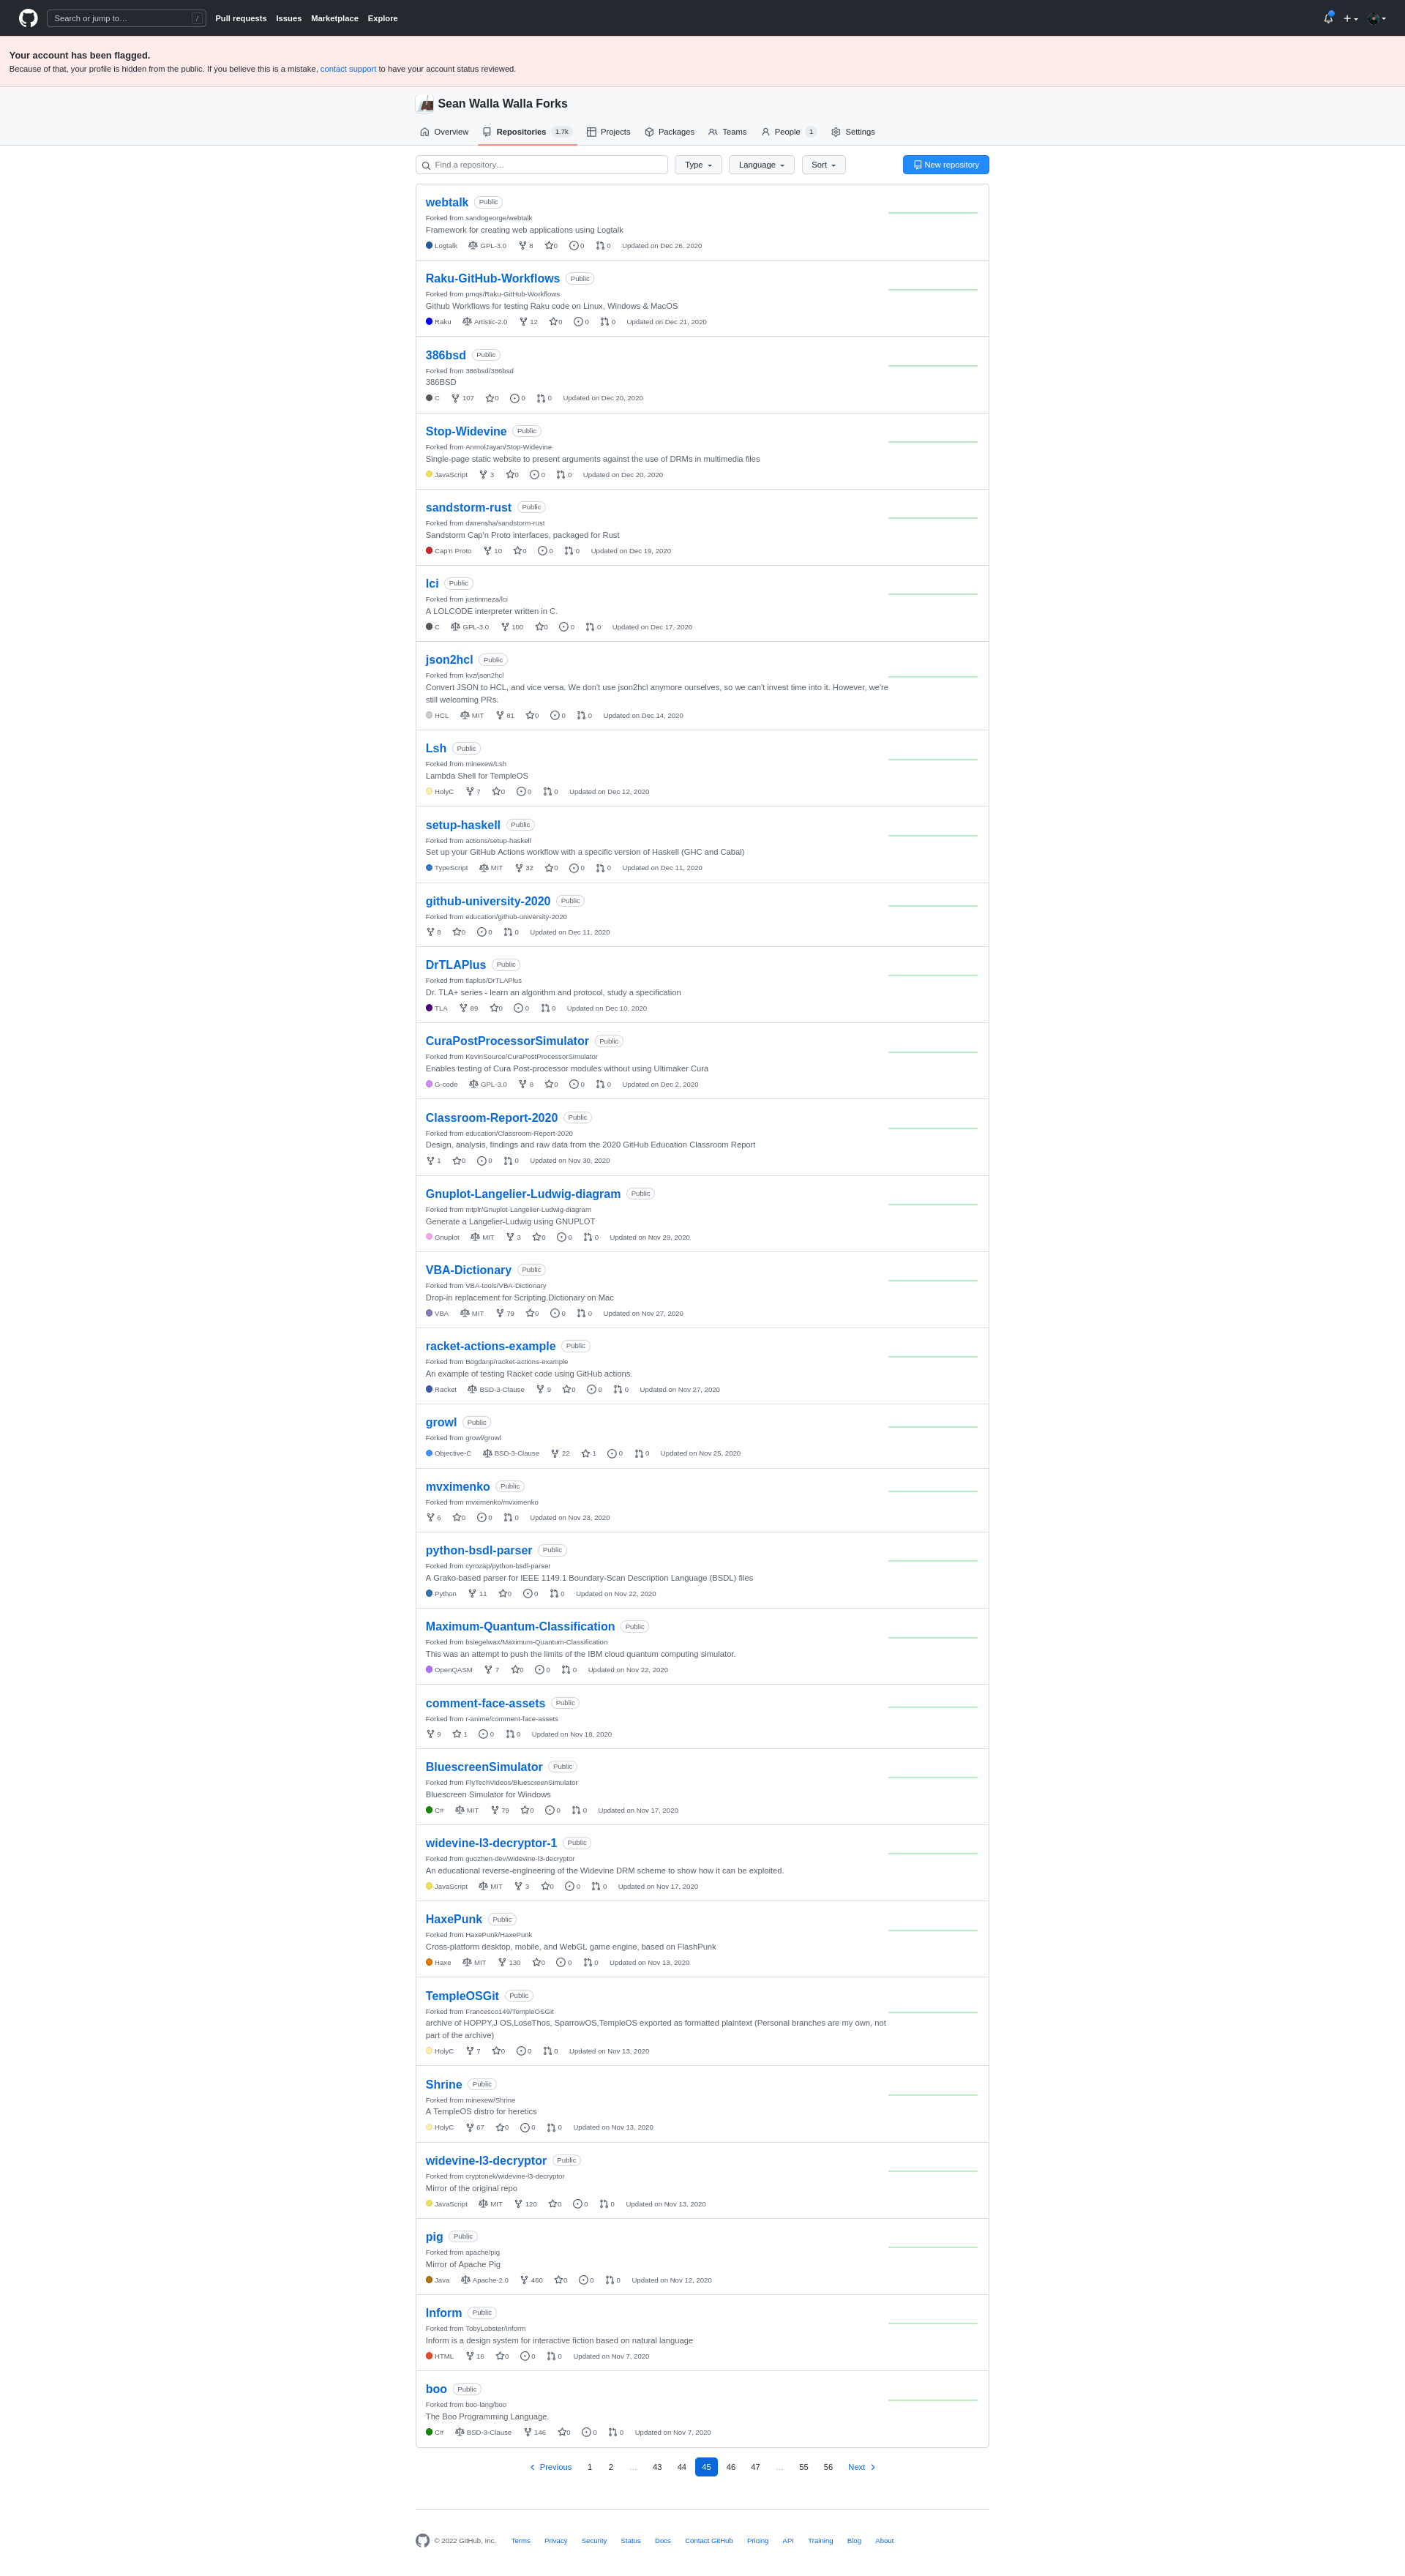 Search or jump to… /
Pull requests Issues Marketplace Explore
Your account has been flagged.
Because of that, your profile is hidden from the public. If you believe this is a mistake, contact support to have your account status reviewed.
Sean Walla Walla Forks
Overview Repositories 1.7k Projects Packages Teams People 1 Settings
Find a repository… Type Language Sort New repository
webtalk Public
Forked from sandogeorge/webtalk
Framework for creating web applications using Logtalk
Logtalk GPL-3.0 8 0 0 0 Updated on Dec 26, 2020
Raku-GitHub-Workflows Public
Forked from pmqs/Raku-GitHub-Workflows
Github Workflows for testing Raku code on Linux, Windows & MacOS
Raku Artistic-2.0 12 0 0 0 Updated on Dec 21, 2020
386bsd Public
Forked from 386bsd/386bsd
386BSD
C 107 0 0 0 Updated on Dec 20, 2020
Stop-Widevine Public
Forked from AnmolJayan/Stop-Widevine
Single-page static website to present arguments against the use of DRMs in multimedia files
JavaScript 3 0 0 0 Updated on Dec 20, 2020
sandstorm-rust Public
Forked from dwrensha/sandstorm-rust
Sandstorm Cap'n Proto interfaces, packaged for Rust
Cap'n Proto 10 0 0 0 Updated on Dec 19, 2020
lci Public
Forked from justinmeza/lci
A LOLCODE interpreter written in C.
C GPL-3.0 100 0 0 0 Updated on Dec 17, 2020
json2hcl Public
Forked from kvz/json2hcl
Convert JSON to HCL, and vice versa. We don't use json2hcl anymore ourselves, so we can't invest time into it. However, we're
still welcoming PRs.
HCL MIT 81 0 0 0 Updated on Dec 14, 2020
Lsh Public
Forked from minexew/Lsh
Lambda Shell for TempleOS
HolyC 7 0 0 0 Updated on Dec 12, 2020
setup-haskell Public
Forked from actions/setup-haskell
Set up your GitHub Actions workflow with a specific version of Haskell (GHC and Cabal)
TypeScript MIT 32 0 0 0 Updated on Dec 11, 2020
github-university-2020 Public
Forked from education/github-university-2020
8 0 0 0 Updated on Dec 11, 2020
DrTLAPlus Public
Forked from tlaplus/DrTLAPlus
Dr. TLA+ series - learn an algorithm and protocol, study a specification
TLA 89 0 0 0 Updated on Dec 10, 2020
CuraPostProcessorSimulator Public
Forked from KevinSource/CuraPostProcessorSimulator
Enables testing of Cura Post-processor modules without using Ultimaker Cura
G-code GPL-3.0 8 0 0 0 Updated on Dec 2, 2020
Classroom-Report-2020 Public
Forked from education/Classroom-Report-2020
Design, analysis, findings and raw data from the 2020 GitHub Education Classroom Report
1 0 0 0 Updated on Nov 30, 2020
Gnuplot-Langelier-Ludwig-diagram Public
Forked from mtplr/Gnuplot-Langelier-Ludwig-diagram
Generate a Langelier-Ludwig using GNUPLOT
Gnuplot MIT 3 0 0 0 Updated on Nov 29, 2020
VBA-Dictionary Public
Forked from VBA-tools/VBA-Dictionary
Drop-in replacement for Scripting.Dictionary on Mac
VBA MIT 79 0 0 0 Updated on Nov 27, 2020
racket-actions-example Public
Forked from Bogdanp/racket-actions-example
An example of testing Racket code using GitHub actions.
Racket BSD-3-Clause 9 0 0 0 Updated on Nov 27, 2020
growl Public
Forked from growl/growl
Objective-C BSD-3-Clause 22 1 0 0 Updated on Nov 25, 2020
mvximenko Public
Forked from mvximenko/mvximenko
6 0 0 0 Updated on Nov 23, 2020
python-bsdl-parser Public
Forked from cyrozap/python-bsdl-parser
A Grako-based parser for IEEE 1149.1 Boundary-Scan Description Language (BSDL) files
Python 11 0 0 0 Updated on Nov 22, 2020
Maximum-Quantum-Classification Public
Forked from bsiegelwax/Maximum-Quantum-Classification
This was an attempt to push the limits of the IBM cloud quantum computing simulator.
OpenQASM 7 0 0 0 Updated on Nov 22, 2020
comment-face-assets Public
Forked from r-anime/comment-face-assets
9 1 0 0 Updated on Nov 18, 2020
BluescreenSimulator Public
Forked from FlyTechVideos/BluescreenSimulator
Bluescreen Simulator for Windows
C# MIT 79 0 0 0 Updated on Nov 17, 2020
widevine-l3-decryptor-1 Public
Forked from guozhen-dev/widevine-l3-decryptor
An educational reverse-engineering of the Widevine DRM scheme to show how it can be exploited.
JavaScript MIT 3 0 0 0 Updated on Nov 17, 2020
HaxePunk Public
Forked from HaxePunk/HaxePunk
Cross-platform desktop, mobile, and WebGL game engine, based on FlashPunk
Haxe MIT 130 0 0 0 Updated on Nov 13, 2020
TempleOSGit Public
Forked from Francesco149/TempleOSGit
archive of HOPPY,J OS,LoseThos, SparrowOS,TempleOS exported as formatted plaintext (Personal branches are my own, not
part of the archive)
HolyC 7 0 0 0 Updated on Nov 13, 2020
Shrine Public
Forked from minexew/Shrine
A TempleOS distro for heretics
HolyC 67 0 0 0 Updated on Nov 13, 2020
widevine-l3-decryptor Public
Forked from cryptonek/widevine-l3-decryptor
Mirror of the original repo
JavaScript MIT 120 0 0 0 Updated on Nov 13, 2020
pig Public
Forked from apache/pig
Mirror of Apache Pig
Java Apache-2.0 460 0 0 0 Updated on Nov 12, 2020
Inform Public
Forked from TobyLobster/Inform
Inform is a design system for interactive fiction based on natural language
HTML 16 0 0 0 Updated on Nov 7, 2020
boo Public
Forked from boo-lang/boo
The Boo Programming Language.
C# BSD-3-Clause 146 0 0 0 Updated on Nov 7, 2020
Previous 1 2 … 43 44 45 46 47 … 55 56 Next
© 2022 GitHub, Inc. Terms Privacy Security Status Docs Contact GitHub Pricing API Training Blog About